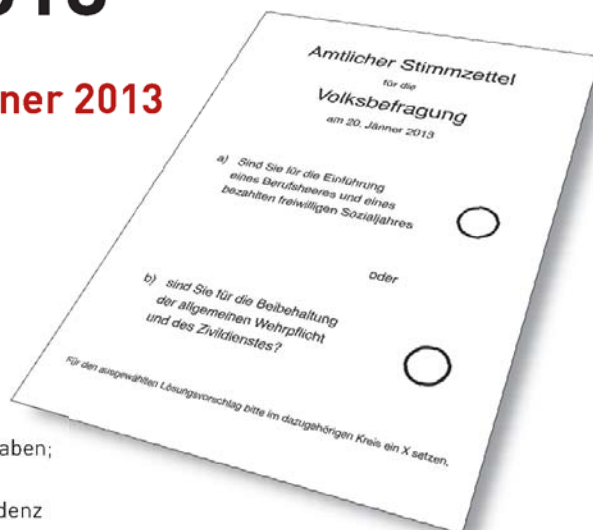 ner 2013
Amtlicher Stimmzettel
für die
Volksbefragung
am 20. Jänner 2013
a) Sind Sie für die Einführung
eines Berufsheeres und eines
bezahlten freiwilligen Sozialjahres
oder
b) sind Sie für die Beibehaltung
der allgemeinen Wehrpflicht
und des Zivildienstes?
Für den ausgewählten Lösungsvorschlag bitte im dazugehörigen Kreis ein X setzen.
aben;
denz